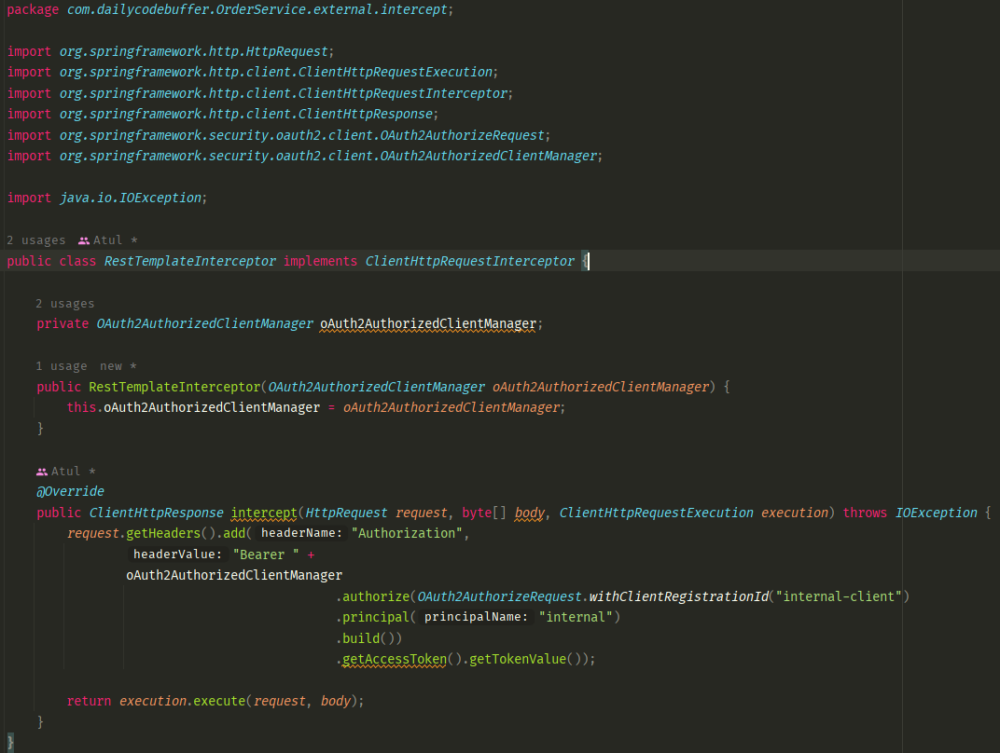 package com.dailycodebuffer.OrderService.external.intercept;
import org.springframework.http.HttpRequest;
import org.springframework.http.client.ClientHttpRequestExecution;
import org.springframework.http.client.ClientHttpRequestInterceptor;
import org.springframework.http.client.ClientHttpResponse;
import org.springframework.security.oauth2.client.OAuth2AuthorizeRequest;
import org.springframework.security.oauth2.client.OAuth2AuthorizedClientManager;
import java.io.IOException;
2 usages Atul *
public class RestTemplateInterceptor implements ClientHttpRequestInterceptor {
2 usages
private OAuth2AuthorizedClientManager oAuth2AuthorizedClientManager;
1 usage new *
public RestTemplateInterceptor(OAuth2AuthorizedClientManager oAuth2AuthorizedClientManager) {
this.oAuth2AuthorizedClientManager = oAuth2AuthorizedClientManager;
}
Atul *
@Override
public ClientHttpResponse intercept(HttpRequest request, byte[] body, ClientHttpRequestExecution execution) throws IOException {
request.getHeaders().add( headerName: "Authorization",
headerValue: "Bearer " +
oAuth2AuthorizedClientManager
.authorize(OAuth2AuthorizeRequest.withClientRegistrationId("internal-client")
.principal( principalName: "internal")
.build())
.getAccessToken().getTokenValue());
return execution.execute(request, body);
}
}